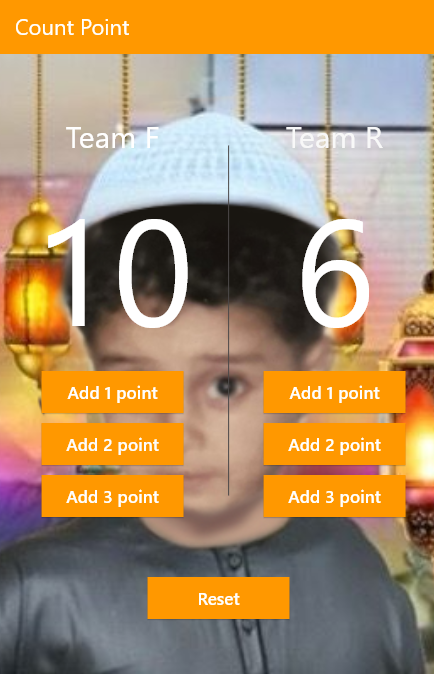 Count Point
Team F
Team R
10
6
Add 1 point
Add 1 point
Add 2 point
Add 2 point
Add 3 point
Add 3 point
Reset